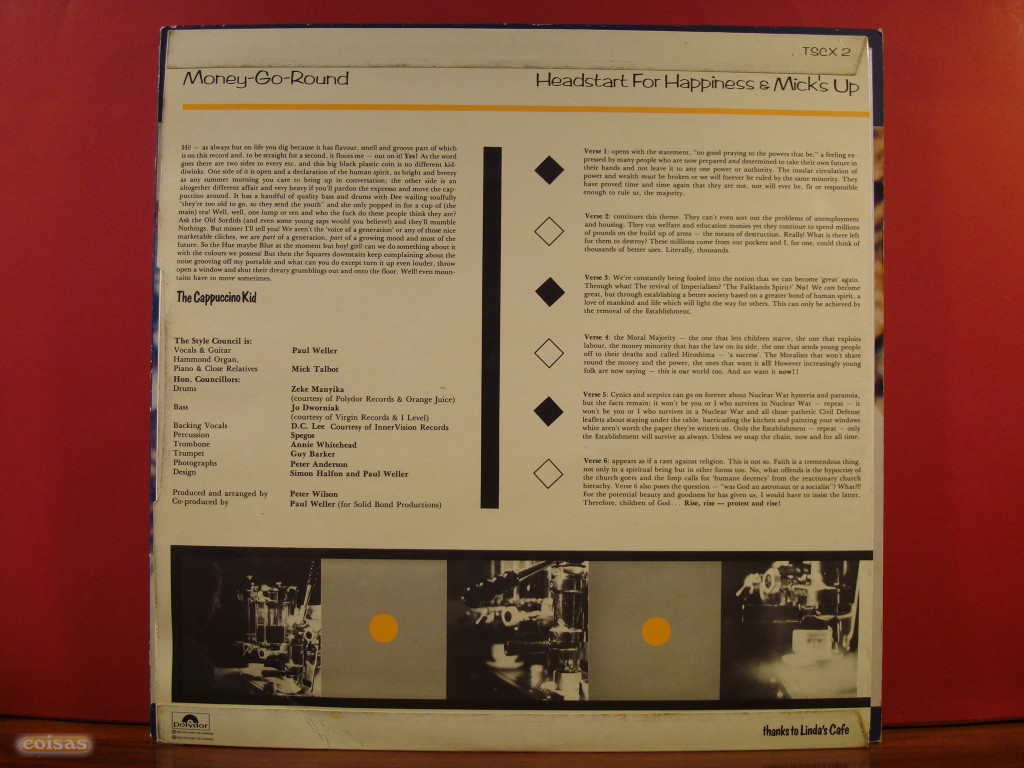 TSCX 2
Money-Go-Round
Headstart For Happiness & Mick's Up
Hi! — as always but on life you dig because it has flavour, smell and groove part of which
is on this record and, to be straight for a second, it floors me — out on it! Yes! As the word
goes there are two sides to every etc. and this big black plastic coin is no different kid-
diwinks. One side of it is open and a declaration of the human spirit, as bright and breezy
as any summer morning you care to bring up in conversation; the other side is an
altogether different affair and very heavy if you'll pardon the expresso and move the cap-
puccino around. It has a handful of quality bass and drums with Dee wailing soulfully
"they're too old to go, so they send the youth" and she only popped in for a cup of (the
main) tea! Well, well, one lump or ten and who the fuck do these people think they are?
Ask the Old Sordids (and even some young saps would you believe!) and they'll mumble
Nothings. But mister I'll tell you! We aren't the 'voice of a generation' or any of those nice
marketable cliches, we are part of a generation, part of a growing mood and most of the
future. So the Hue maybe Blue at the moment but boy! girl! can we do something about it
with the colours we possess! But then the Squares downstairs keep complaining about the
noise grooving off my portable and what can you do except turn it up even louder, throw
open a window and shut their dreary grumblings out and onto the floor. Well! even moun-
tains have to move sometimes.
The Cappuccino Kid
The Style Council is:
Vocals & Guitar Paul Weller
Hammond Organ,
Piano & Close Relatives Mick Talbot
Hon. Councillors:
Drums Zeke Manyika
(courtesy of Polydor Records & Orange Juice)
Bass Jo Dworniak
(courtesy of Virgin Records & I Level)
Backing Vocals D.C. Lee Courtesy of InnerVision Records
Percussion Spegos
Trombone Annie Whitehead
Trumpet Guy Barker
Photographs Peter Anderson
Design Simon Halfon and Paul Weller
Produced and arranged by Peter Wilson
Co-produced by Paul Weller (for Solid Bond Productions)
Verse 1: opens with the statement, "no good praying to the powers that be," a feeling ex-
pressed by many people who are now prepared and determined to take their own future in
their hands and not leave it to any one power or authority. The insular circulation of
power and wealth must be broken or we will forever be ruled by the same minority. They
have proved time and time again that they are not, nor will ever be, fit or responsible
enough to rule us, the majority.
Verse 2: continues this theme. They can't even sort out the problems of unemployment
and housing. They cut welfare and education monies yet they continue to spend millions
of pounds on the build up of arms — the means of destruction. Really! What is there left
for them to destroy? These millions come from our pockets and I, for one, could think of
thousands of better uses. Literally, thousands.
Verse 3: We're constantly being fooled into the notion that we can become 'great' again.
Through what! The revival of Imperialism? 'The Falklands Spirit?' No! We can become
great, but through establishing a better society based on a greater bond of human spirit, a
love of mankind and life which will light the way for others. This can only be achieved by
the removal of the Establishment.
Verse 4: the Moral Majority — the one that lets children starve, the one that exploits
labour, the money minority that has the law on its side, the one that sends young people
off to their deaths and called Hiroshima — 'a success'. The Moralists that won't share
round the money and the power, the ones that want it all! However increasingly young
folk are now saying — this is our world too. And we want it now!!
Verse 5: Cynics and sceptics can go on forever about Nuclear War hysteria and paranoia,
but the facts remain: it won't be you or I who survives in Nuclear War — repeat — it
won't be you or I who survives in a Nuclear War and all those pathetic Civil Defense
leaflets about staying under the table, barricading the kitchen and painting your windows
white aren't worth the paper they're written on. Only the Establishment — repeat — only
the Establishment will survive as always. Unless we snap the chain, now and for all time.
Verse 6: appears as if a rant against religion. This is not so. Faith is a tremendous thing,
not only in a spiritual being but in other forms too. No, what offends is the hypocrisy of
the church-goers and the limp calls for 'humane decency' from the reactionary church
hierachy. Verse 6 also poses the question — "was God an astronaut or a socialist"? What?!!
For the potential beauty and goodness he has given us, I would have to insist the latter.
Therefore, children of God... Rise, rise — protest and rise!
Polydor
thanks to Linda's Cafe
coisas